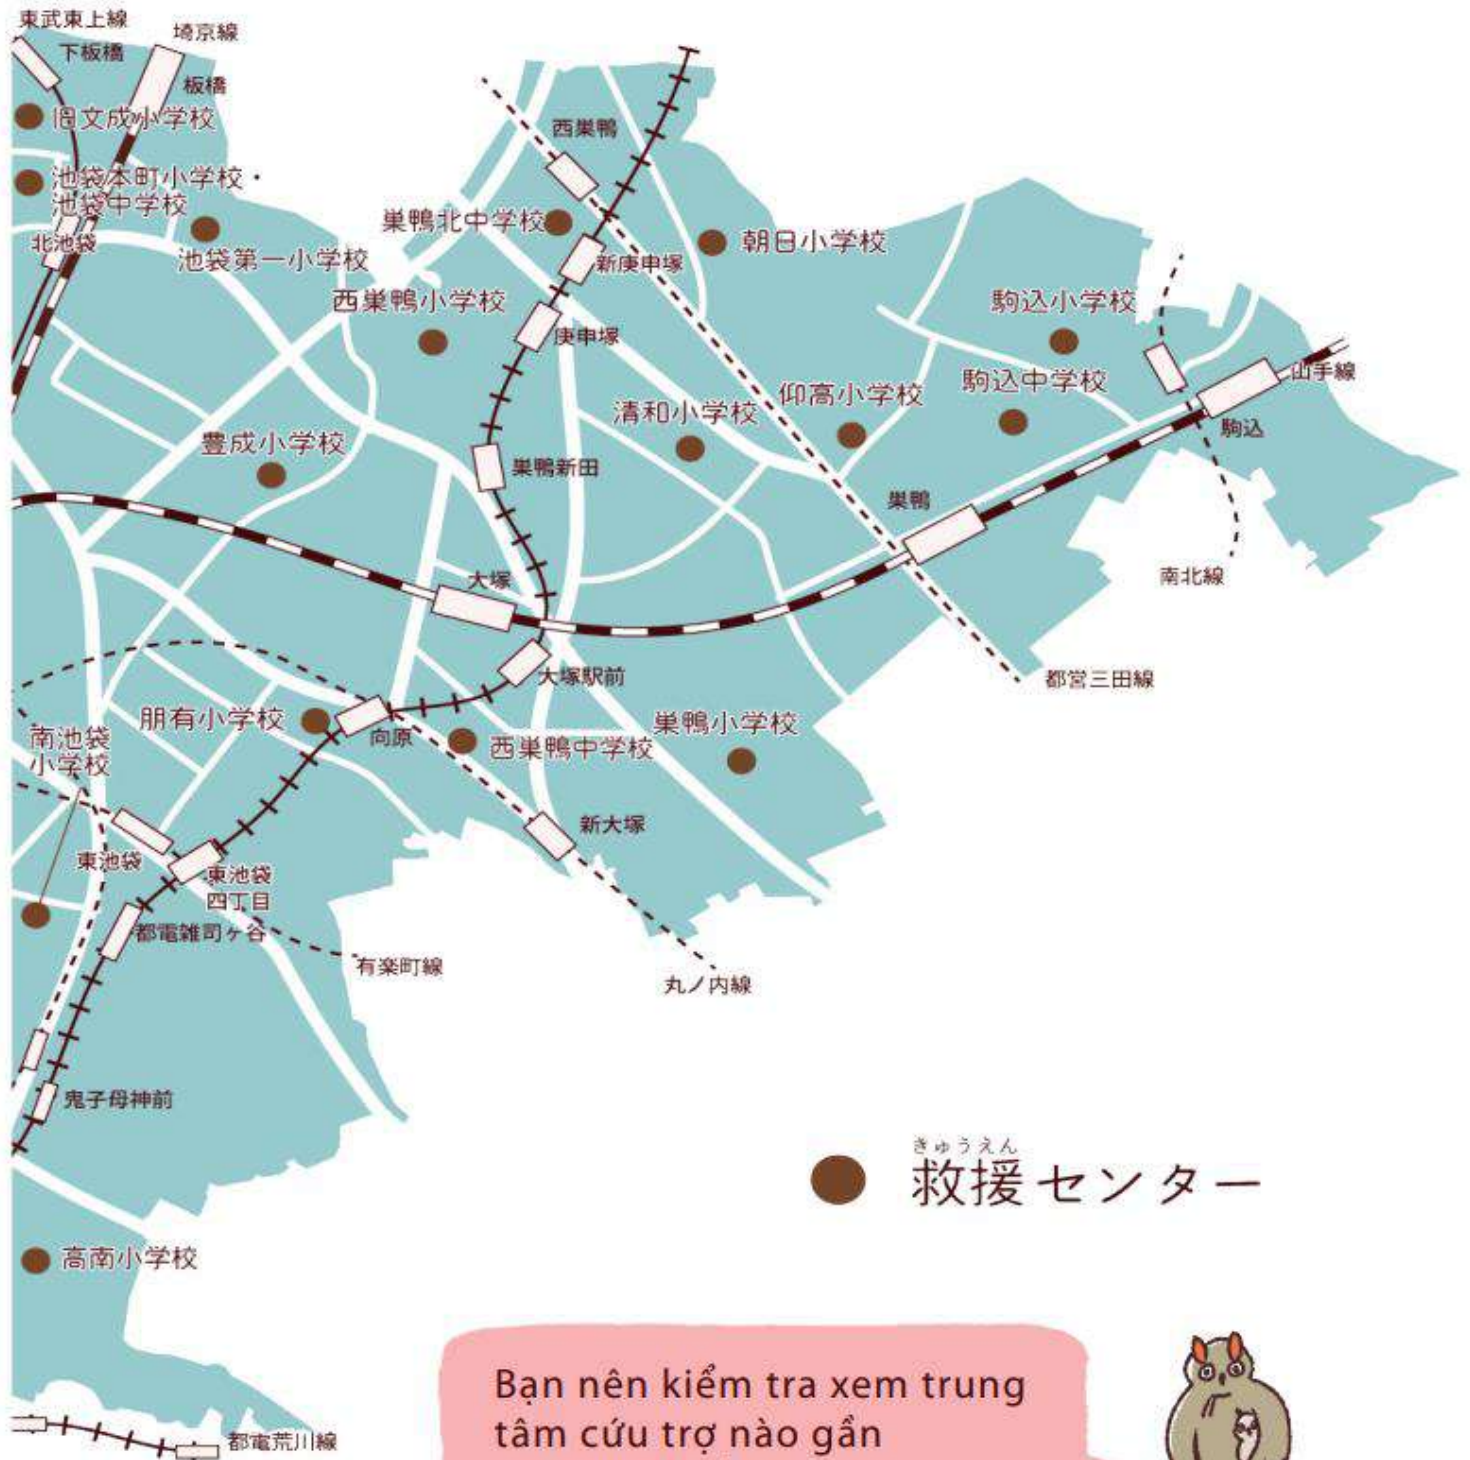 東武東上線
埼京線
下板橋
板橋
旧文成小学校
池袋本町小学校・
池袋中学校
北池袋
池袋第一小学校
西巣鴨
巣鴨北中学校
朝日小学校
新庚申塚
西巣鴨小学校
庚申塚
駒込小学校
山手線
駒込中学校
仰高小学校
清和小学校
駒込
豊成小学校
巣鴨新田
巣鴨
大塚
南北線
大塚駅前
都営三田線
朋有小学校
向原
西巣鴨中学校
巣鴨小学校
南池袋
小学校
新大塚
東池袋
東池袋
四丁目
都電雑司ヶ谷
有楽町線
丸ノ内線
鬼子母神前
きゅうえん
救援センター
高南小学校
都電荒川線
Bạn nên kiểm tra xem trung
tâm cứu trợ nào gần